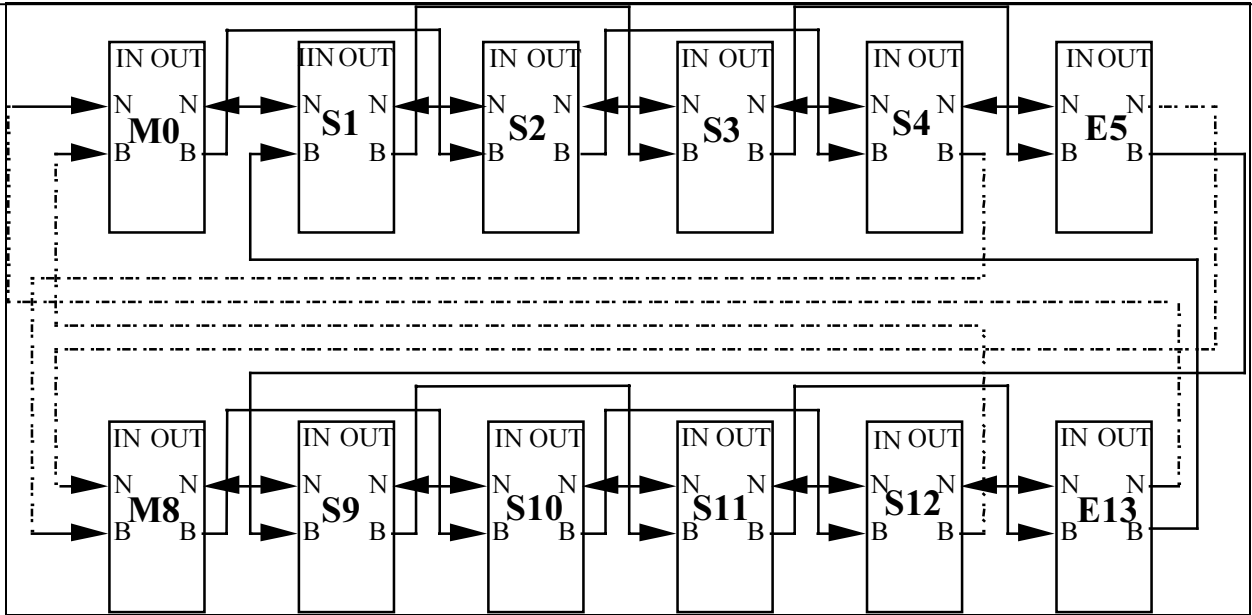 IN OUT IIN OUT IN OUT IN OUT IN OUT IN OUT
N N N N N N N N N N N N
M0 S1 S2 S3 S4 E5
B B B B B B B B B B B B
IN OUT IN OUT IN OUT IN OUT IN OUT IN OUT
N N N N N N N N N N N N
M8 S9 S10 S11 S12 E13
B B B B B B B B B B B B